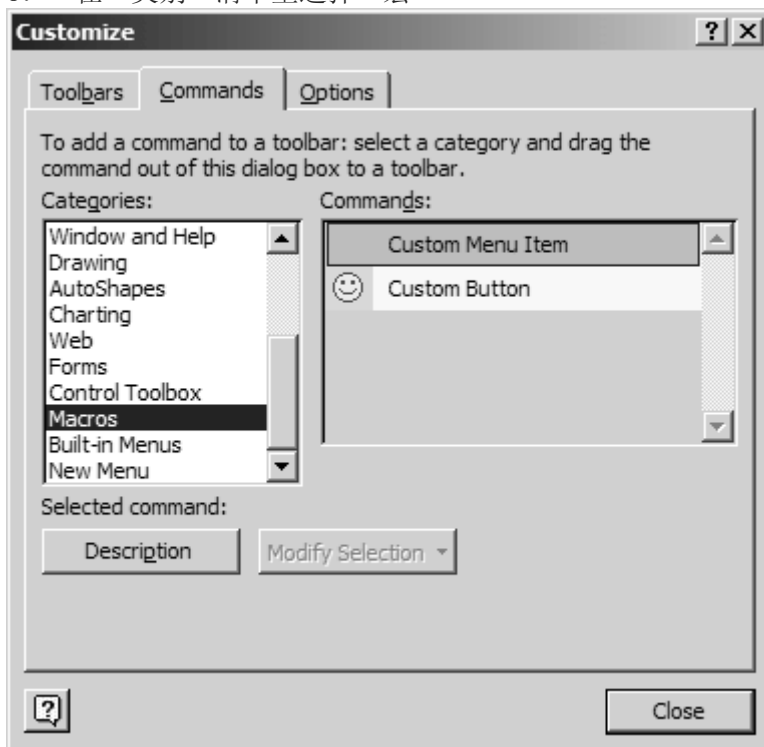 Customize
Toolbars Commands Options
To add a command to a toolbar: select a category and drag the
command out of this dialog box to a toolbar.
Categories: Commands:
Window and Help
Drawing
AutoShapes
Charting
Web
Forms
Control Toolbox
Macros
Built-in Menus
New Menu
Custom Menu Item
Custom Button
Selected command:
Description Modify Selection
Close